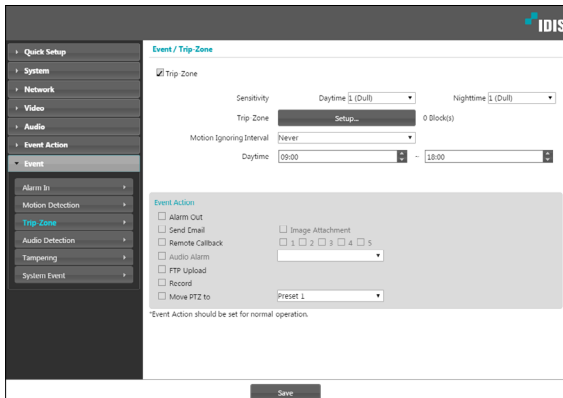 IDIS
Quick Setup
System
Network
Video
Audio
Event Action
Event
Alarm In
Motion Detection
Trip-Zone
Audio Detection
Tampering
System Event
Event / Trip-Zone
Trip Zone
Sensitivity Daytime 1 (Dull) Nighttime 1 (Dull)
Trip Zone Setup... 0 Block(s)
Motion Ignoring Interval Never
Daytime 09:00 ~ 18:00
Event Action
Alarm Out
Send Email Image Attachment
Remote Callback 1 2 3 4 5
Audio Alarm
FTP Upload
Record
Move PTZ to Preset 1
*Event Action should be set for normal operation.
Save